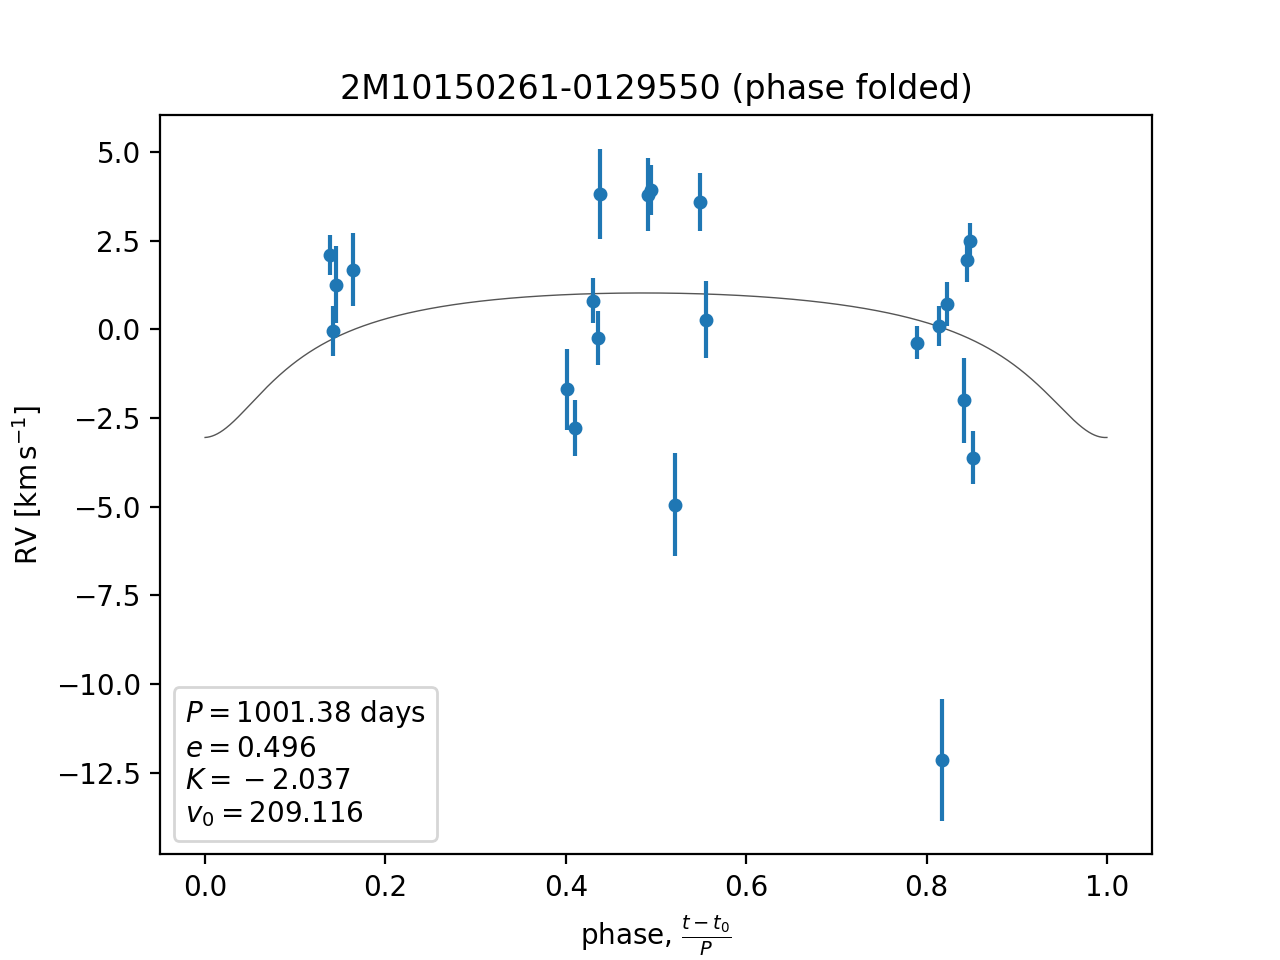 2M10150261-0129550 (phase folded)
5.0
2.5
0.0
−2.5
−5.0
−7.5
−10.0
−12.5
RV [km s⁻¹]
P = 1001.38 days
e = 0.496
K = −2.037
v₀ = 209.116
0.0 0.2 0.4 0.6 0.8 1.0
phase, (t − t₀)/P